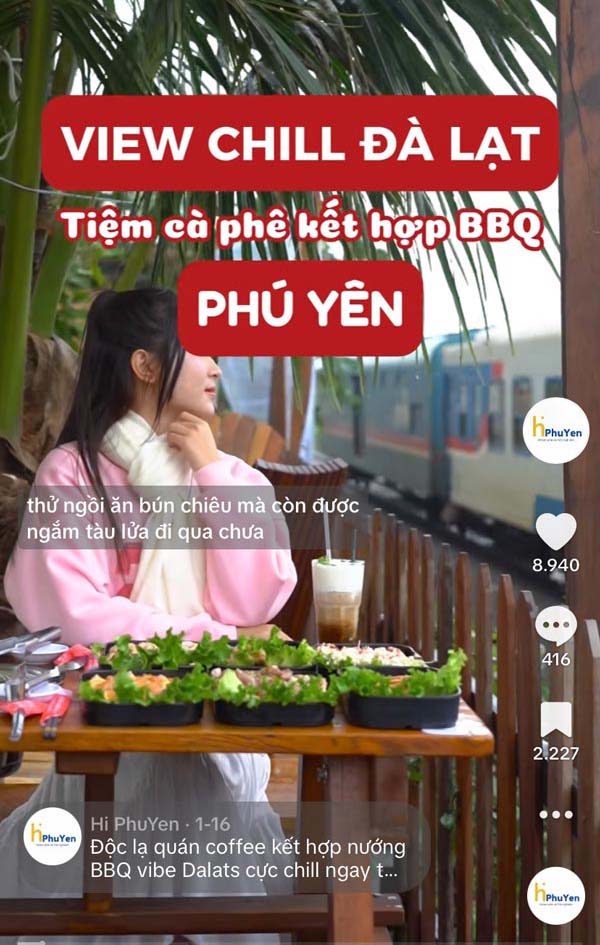 VIEW CHILL ĐÀ LẠT
Tiệm cà phê kết hợp BBQ
PHÚ YÊN
hiPhuYen
thử ngồi ăn bún chiêu mà còn được
ngắm tàu lửa đi qua chưa
8.940
416
2.227
hiPhuYen
Hi PhuYen · 1-16
Độc lạ quán coffee kết hợp nướng
BBQ vibe Dalats cực chill ngay t...
hiPhuYen